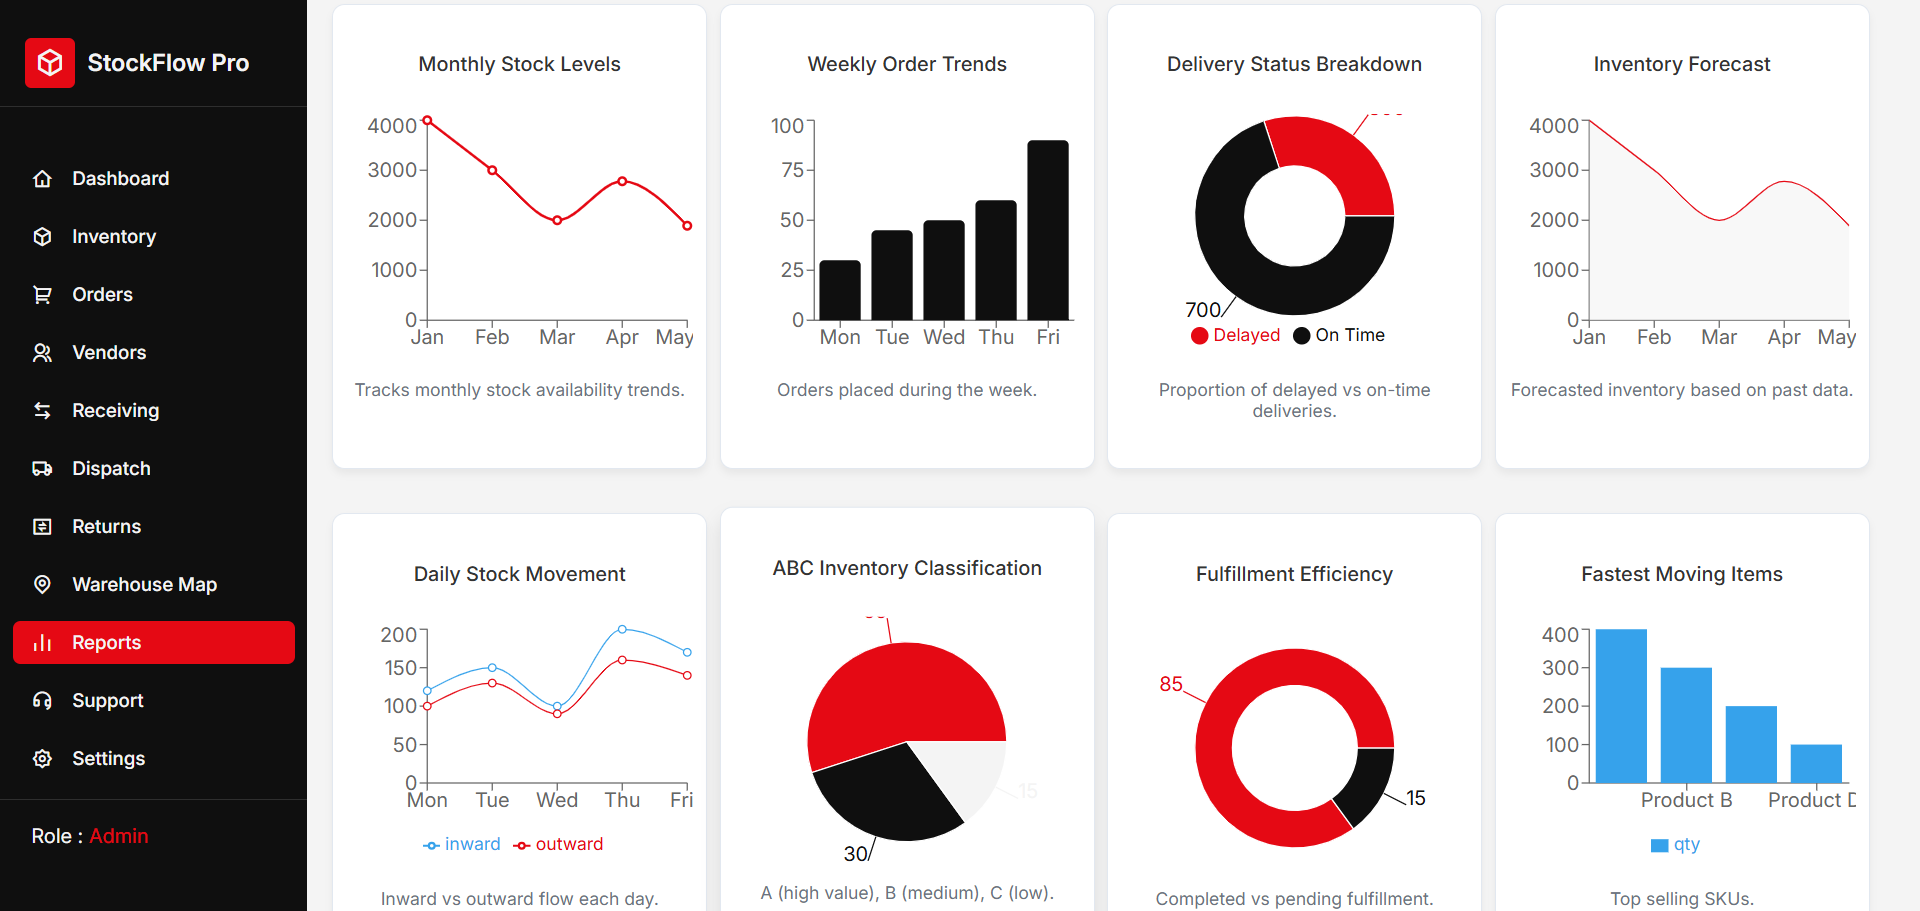 StockFlow Pro
Dashboard
Inventory
Orders
Vendors
Receiving
Dispatch
Returns
Warehouse Map
Reports
Support
Settings
Role : Admin
Monthly Stock Levels
4000
3000
2000
1000
0
Jan Feb Mar Apr May
Tracks monthly stock availability trends.
Weekly Order Trends
100
75
50
25
0
Mon Tue Wed Thu Fri
Orders placed during the week.
Delivery Status Breakdown
700
Delayed On Time
Proportion of delayed vs on-time
deliveries.
Inventory Forecast
4000
3000
2000
1000
0
Jan Feb Mar Apr May
Forecasted inventory based on past data.
Daily Stock Movement
200
150
100
50
0
Mon Tue Wed Thu Fri
inward outward
Inward vs outward flow each day.
ABC Inventory Classification
15
30
A (high value), B (medium), C (low).
Fulfillment Efficiency
85
15
Completed vs pending fulfillment.
Fastest Moving Items
400
300
200
100
0
Product B Product D
qty
Top selling SKUs.